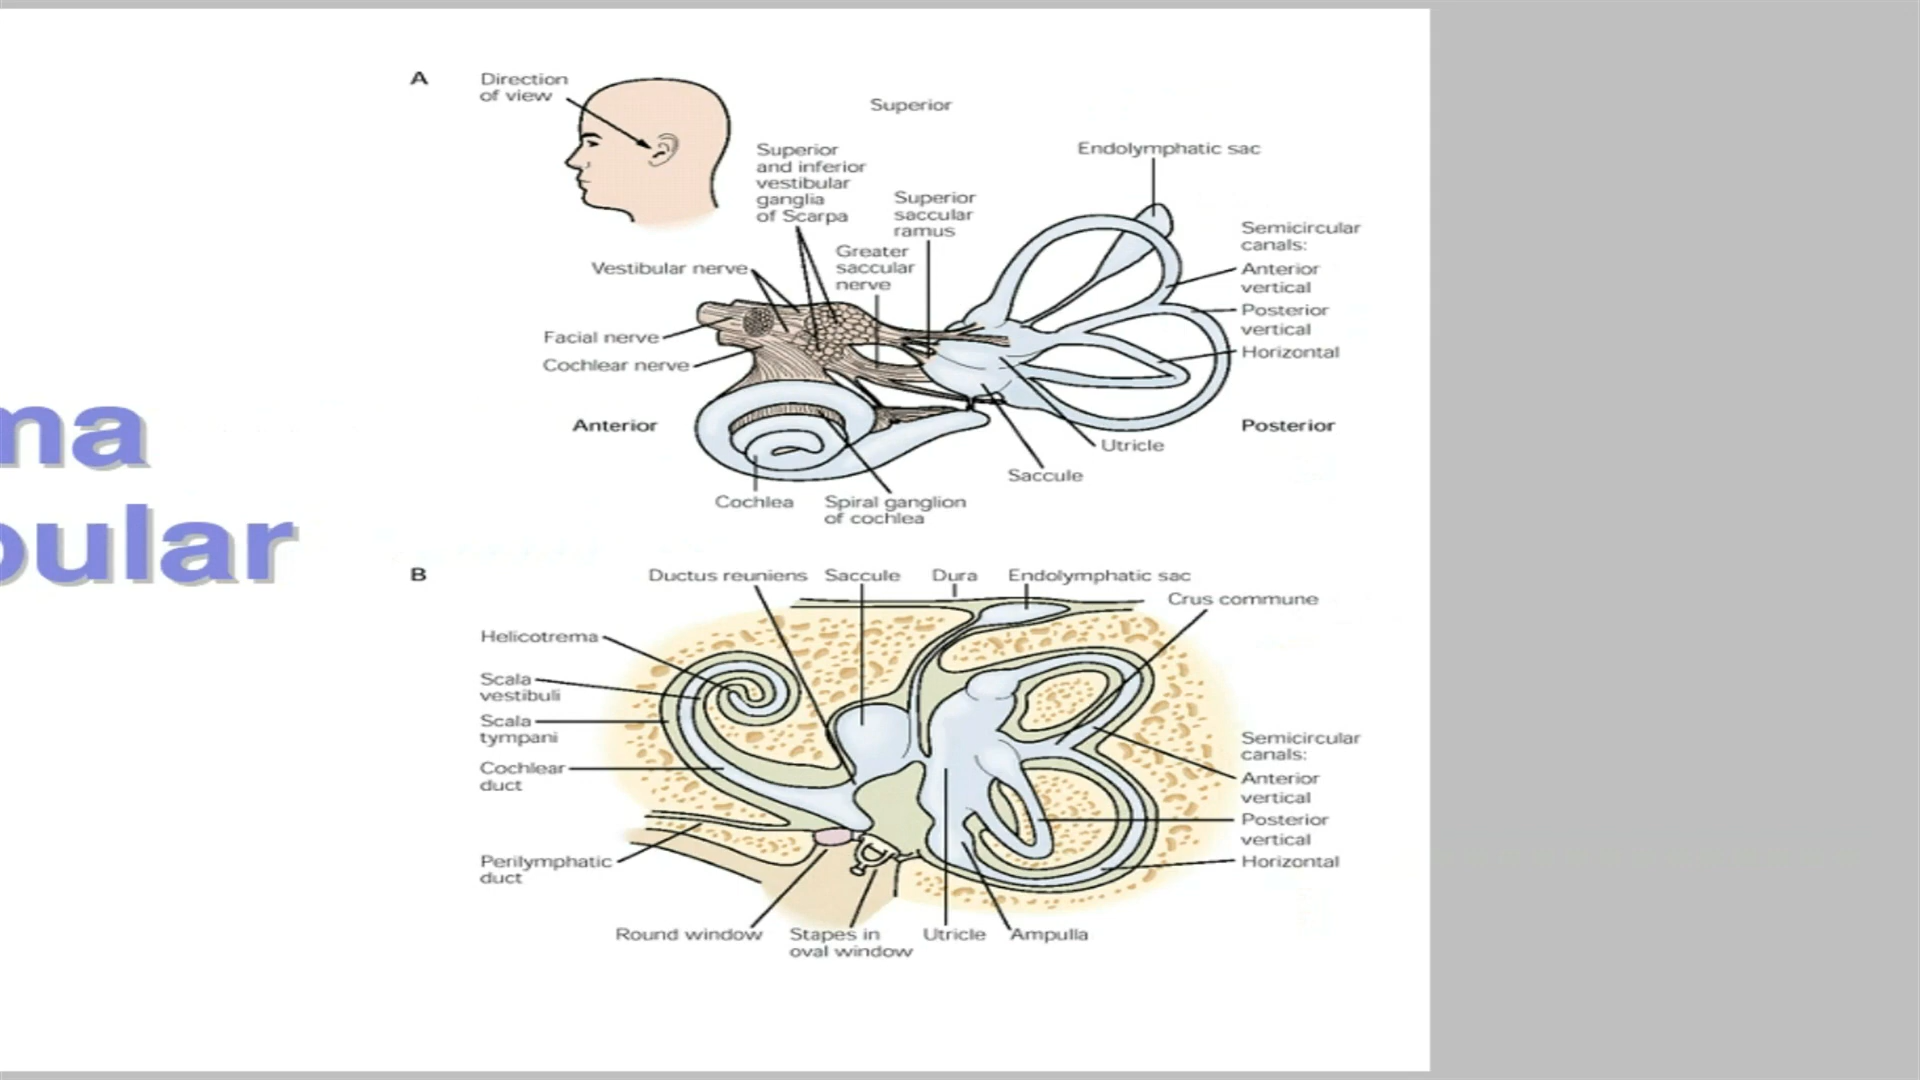 ma
bular
A
Direction
of view
Superior
Endolymphatic sac
Superior
and inferior
vestibular
ganglia
of Scarpa
Superior
saccular
ramus
Greater
saccular
nerve
Vestibular nerve
Semicircular
canals:
Anterior
vertical
Posterior
vertical
Horizontal
Facial nerve
Cochlear nerve
Anterior
Posterior
Utricle
Saccule
Cochlea
Spiral ganglion
of cochlea
B
Ductus reuniens
Saccule
Dura
Endolymphatic sac
Crus commune
Helicotrema
Scala
vestibuli
Scala
tympani
Cochlear
duct
Semicircular
canals:
Anterior
vertical
Posterior
vertical
Horizontal
Perilymphatic
duct
Round window
Stapes in
oval window
Utricle
Ampulla